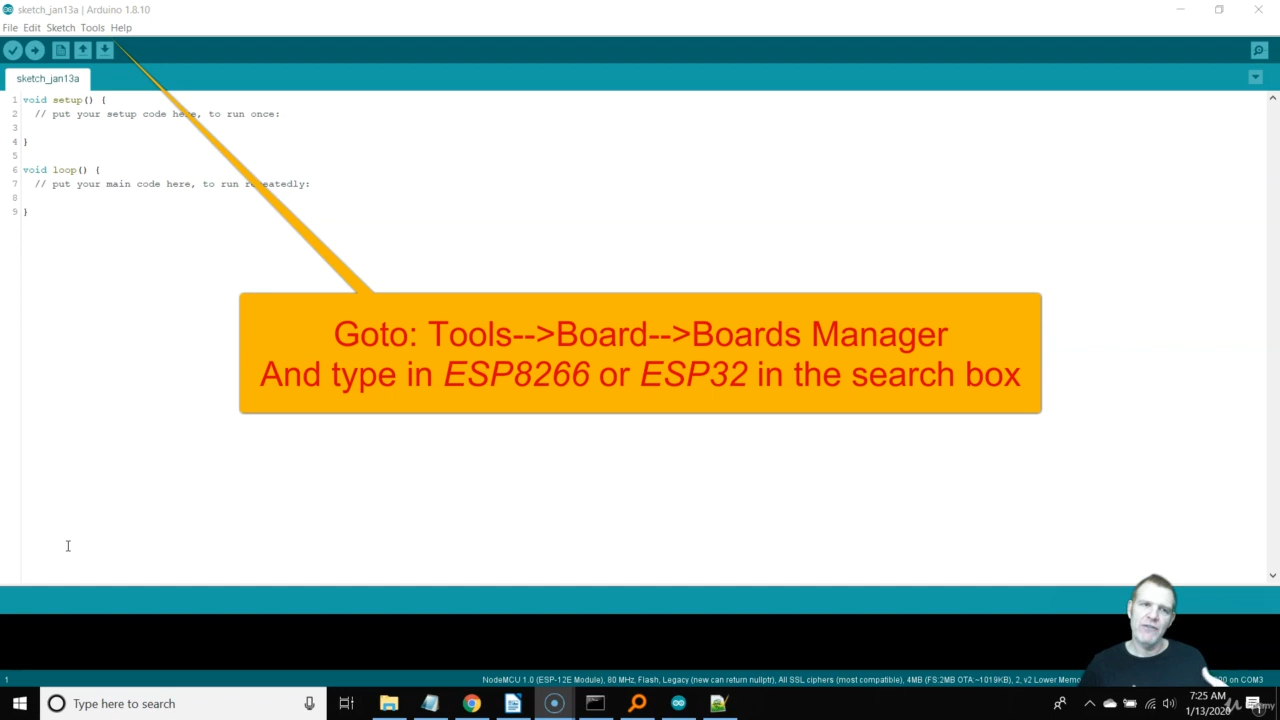 sketch_jan13a | Arduino 1.8.10
File Edit Sketch Tools Help
sketch_jan13a
1 void setup() {
2 // put your setup code here, to run once:
3
4 }
5
6 void loop() {
7 // put your main code here, to run repeatedly:
8
9 }
Goto: Tools-->Board-->Boards Manager
And type in ESP8266 or ESP32 in the search box
1 NodeMCU 1.0 (ESP-12E Module), 80 MHz, Flash, Legacy (new can return nullptr), All SSL ciphers (most compatible), 4MB (FS:2MB OTA:~1019KB), 2, v2 Lower Memo on COM3
Type here to search
7:25 AM
1/13/2020